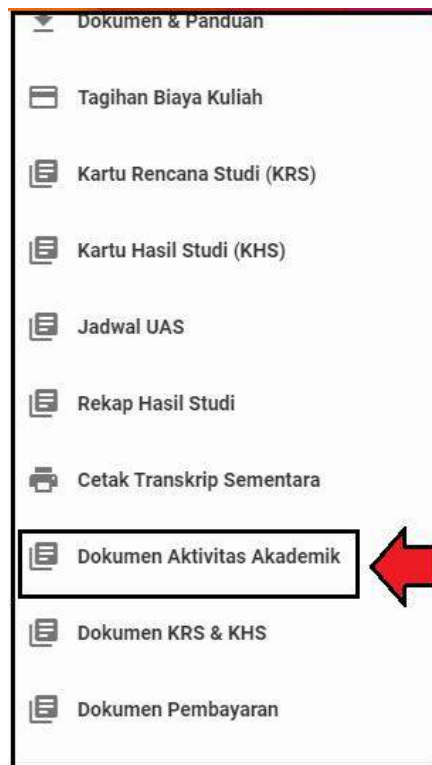 Dokumen & Panduan
Tagihan Biaya Kuliah
Kartu Rencana Studi (KRS)
Kartu Hasil Studi (KHS)
Jadwal UAS
Rekap Hasil Studi
Cetak Transkrip Sementara
Dokumen Aktivitas Akademik
Dokumen KRS & KHS
Dokumen Pembayaran